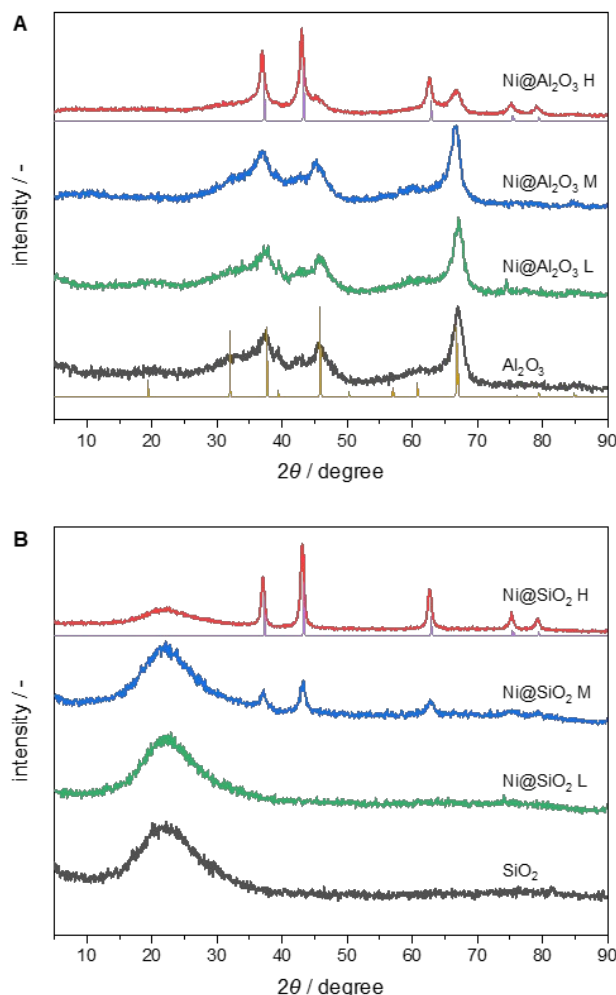 A
Ni@Al₂O₃ H
Ni@Al₂O₃ M
Ni@Al₂O₃ L
Al₂O₃
intensity / -
10 20 30 40 50 60 70 80 90
2θ / degree
B
Ni@SiO₂ H
Ni@SiO₂ M
Ni@SiO₂ L
SiO₂
intensity / -
10 20 30 40 50 60 70 80 90
2θ / degree